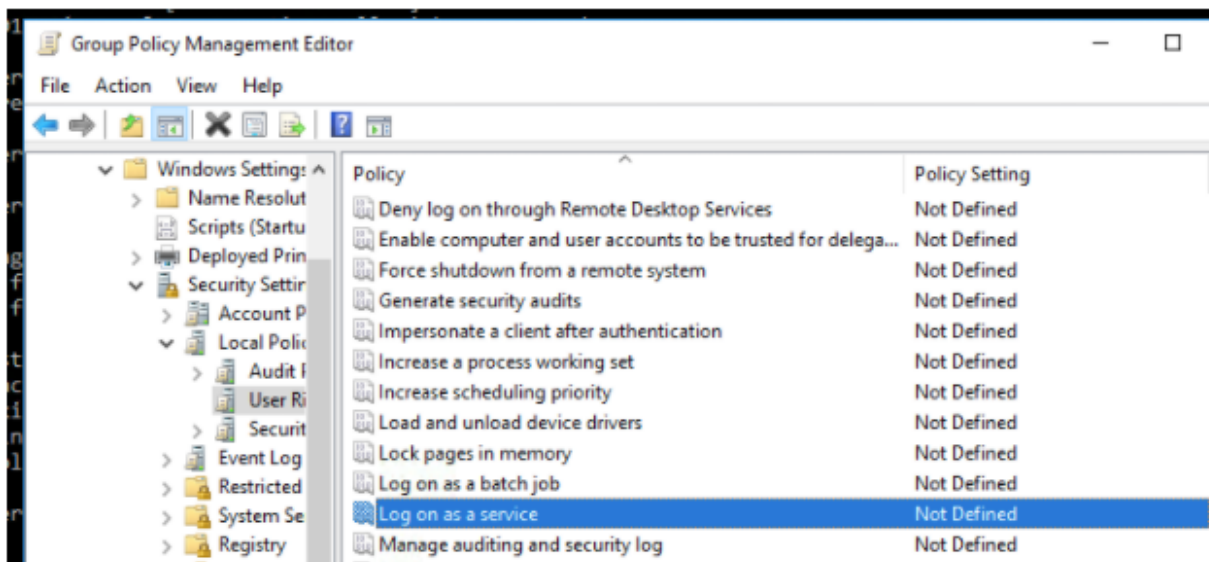 Group Policy Management Editor
File Action View Help
Windows Settings
Name Resolut
Scripts (Startu
Deployed Prin
Security Settin
Account P
Local Polic
Audit
User Ri
Securit
Event Log
Restricted
System Se
Registry
Policy Policy Setting
Deny log on through Remote Desktop Services Not Defined
Enable computer and user accounts to be trusted for delega... Not Defined
Force shutdown from a remote system Not Defined
Generate security audits Not Defined
Impersonate a client after authentication Not Defined
Increase a process working set Not Defined
Increase scheduling priority Not Defined
Load and unload device drivers Not Defined
Lock pages in memory Not Defined
Log on as a batch job Not Defined
Log on as a service Not Defined
Manage auditing and security log Not Defined